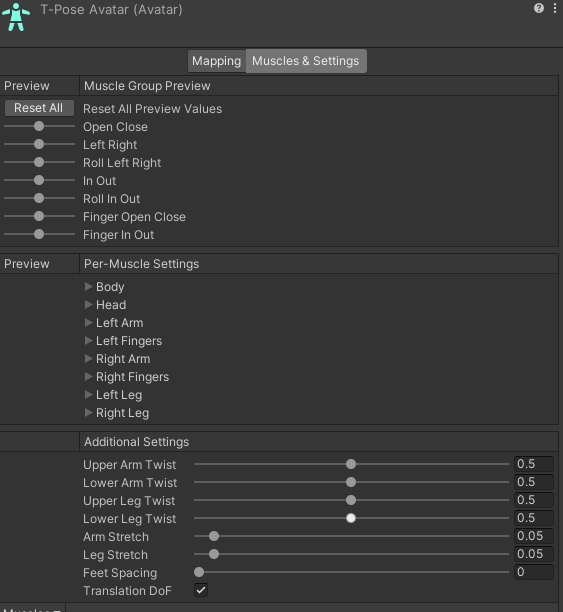 T-Pose Avatar (Avatar)
Mapping Muscles & Settings
Preview Muscle Group Preview
Reset All Reset All Preview Values
Open Close
Left Right
Roll Left Right
In Out
Roll In Out
Finger Open Close
Finger In Out
Preview Per-Muscle Settings
Body
Head
Left Arm
Left Fingers
Right Arm
Right Fingers
Left Leg
Right Leg
Additional Settings
Upper Arm Twist 0.5
Lower Arm Twist 0.5
Upper Leg Twist 0.5
Lower Leg Twist 0.5
Arm Stretch 0.05
Leg Stretch 0.05
Feet Spacing 0
Translation DoF
Muscles